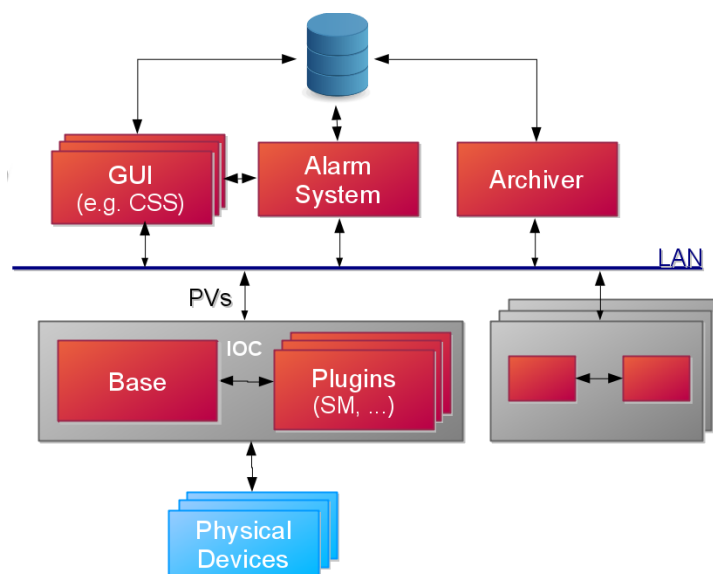 GUI
(e.g. CSS)
Alarm
System
Archiver
LAN
PVs
IOC
Base
Plugins
(SM, ...)
Physical
Devices